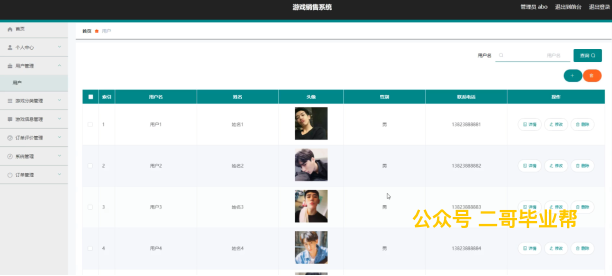 游戏销售系统
管理员 abo 退出到前台 退出登录
首页
个人中心
用户管理
用户
游戏分类管理
游戏信息管理
订单评价管理
系统管理
订单管理
首页 用户
用户名 用户名 查询
索引 用户名 姓名 头像 性别 联系电话 操作
1 用户1 姓名1 男 13823888881 详情 修改 删除
2 用户2 姓名2 男 13823888882 详情 修改 删除
3 用户3 姓名3 男 13823888883 详情 修改 删除
4 用户4 姓名4 男 13823888884 详情 修改 删除
公众号 二哥毕业帮